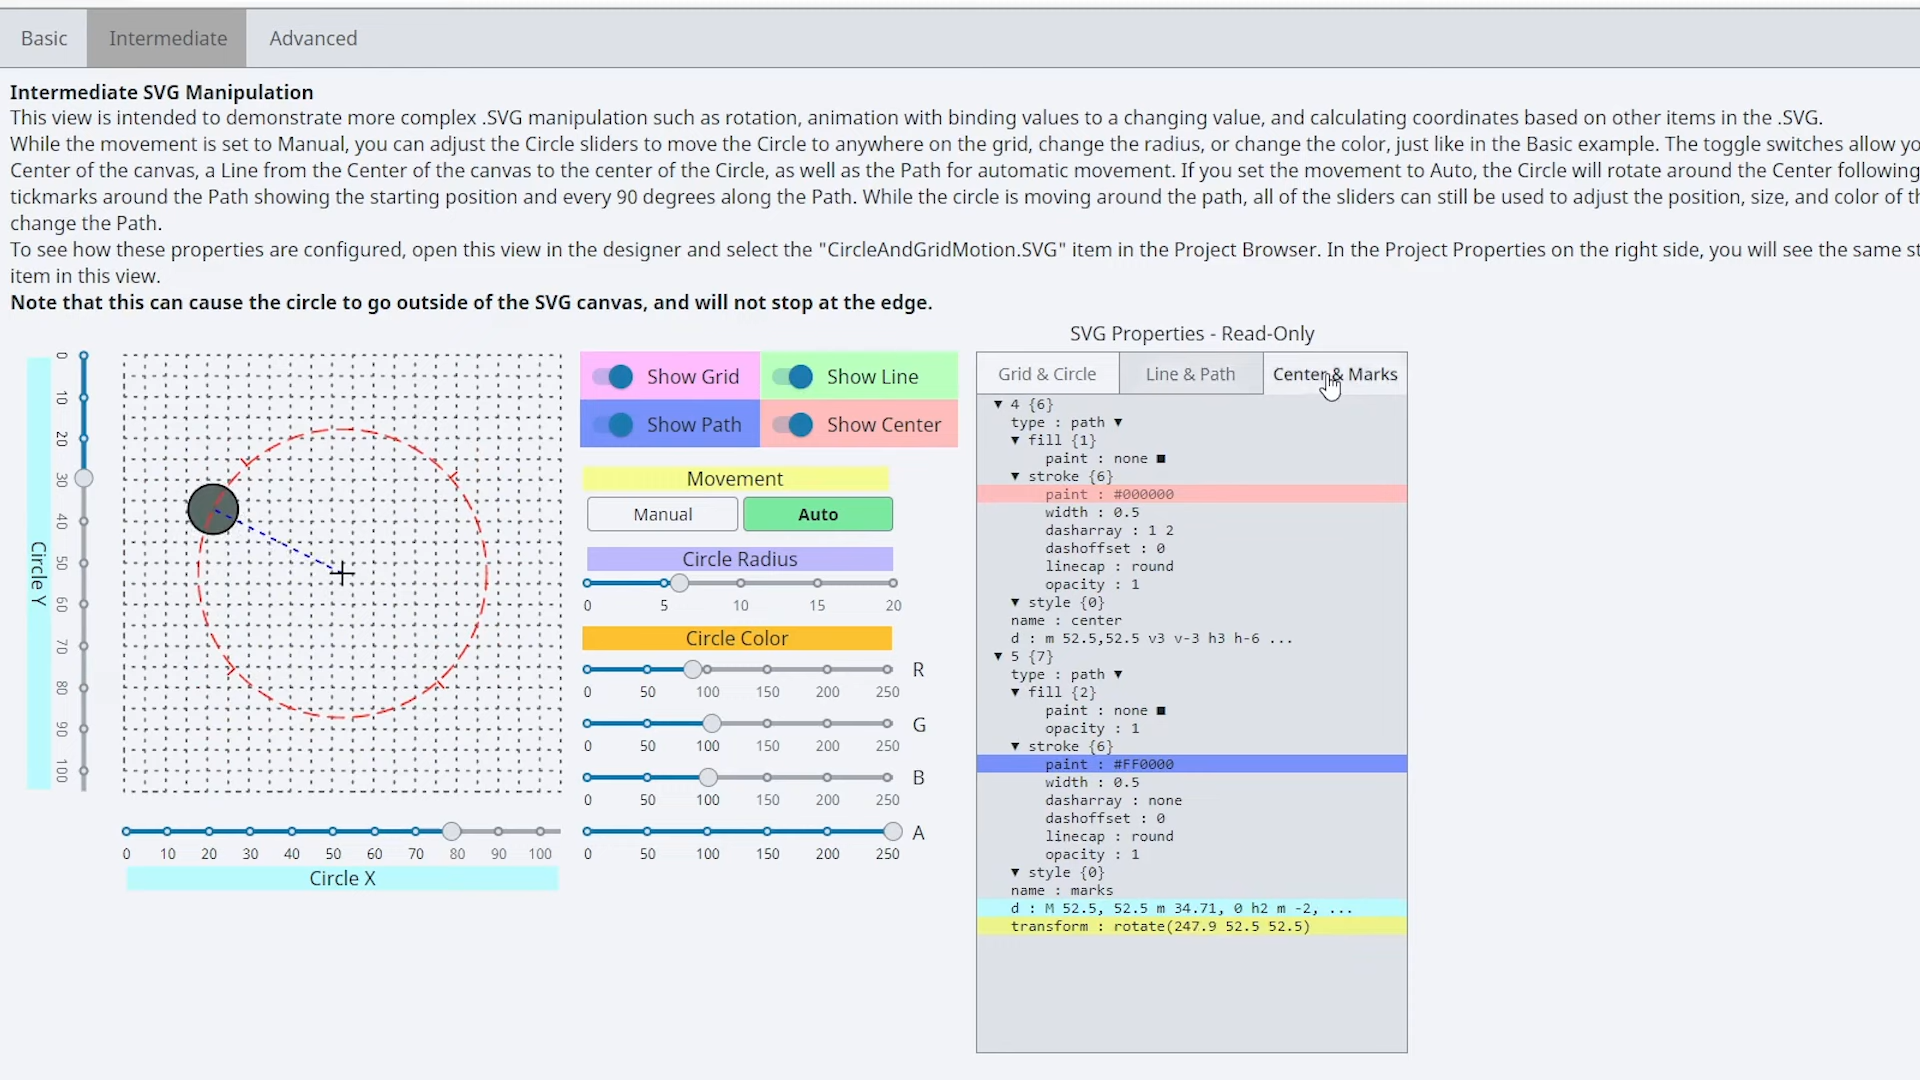 Basic Intermediate Advanced
Intermediate SVG Manipulation
This view is intended to demonstrate more complex .SVG manipulation such as rotation, animation with binding values to a changing value, and calculating coordinates based on other items in the .SVG.
While the movement is set to Manual, you can adjust the Circle sliders to move the Circle to anywhere on the grid, change the radius, or change the color, just like in the Basic example. The toggle switches allow yo
Center of the canvas, a Line from the Center of the canvas to the center of the Circle, as well as the Path for automatic movement. If you set the movement to Auto, the Circle will rotate around the Center following
tickmarks around the Path showing the starting position and every 90 degrees along the Path. While the circle is moving around the path, all of the sliders can still be used to adjust the position, size, and color of th
change the Path.
To see how these properties are configured, open this view in the designer and select the "CircleAndGridMotion.SVG" item in the Project Browser. In the Project Properties on the right side, you will see the same st
item in this view.
Note that this can cause the circle to go outside of the SVG canvas, and will not stop at the edge.
Circle Y
0
10
20
30
40
50
60
70
80
90
100
0 10 20 30 40 50 60 70 80 90 100
Circle X
Show Grid Show Line
Show Path Show Center
Movement
Manual Auto
Circle Radius
0 5 10 15 20
Circle Color
R
0 50 100 150 200 250
G
0 50 100 150 200 250
B
0 50 100 150 200 250
A
0 50 100 150 200 250
SVG Properties - Read-Only
Grid & Circle Line & Path Center & Marks
▼ 4 {6}
type : path ▼
▼ fill {1}
paint : none ■
▼ stroke {6}
paint : #000000
width : 0.5
dasharray : 1 2
dashoffset : 0
linecap : round
opacity : 1
▼ style {0}
name : center
d : m 52.5,52.5 v3 v-3 h3 h-6 ...
▼ 5 {7}
type : path ▼
▼ fill {2}
paint : none ■
opacity : 1
▼ stroke {6}
paint : #FF0000
width : 0.5
dasharray : none
dashoffset : 0
linecap : round
opacity : 1
▼ style {0}
name : marks
d : M 52.5, 52.5 m 34.71, 0 h2 m -2, ...
transform : rotate(247.9 52.5 52.5)